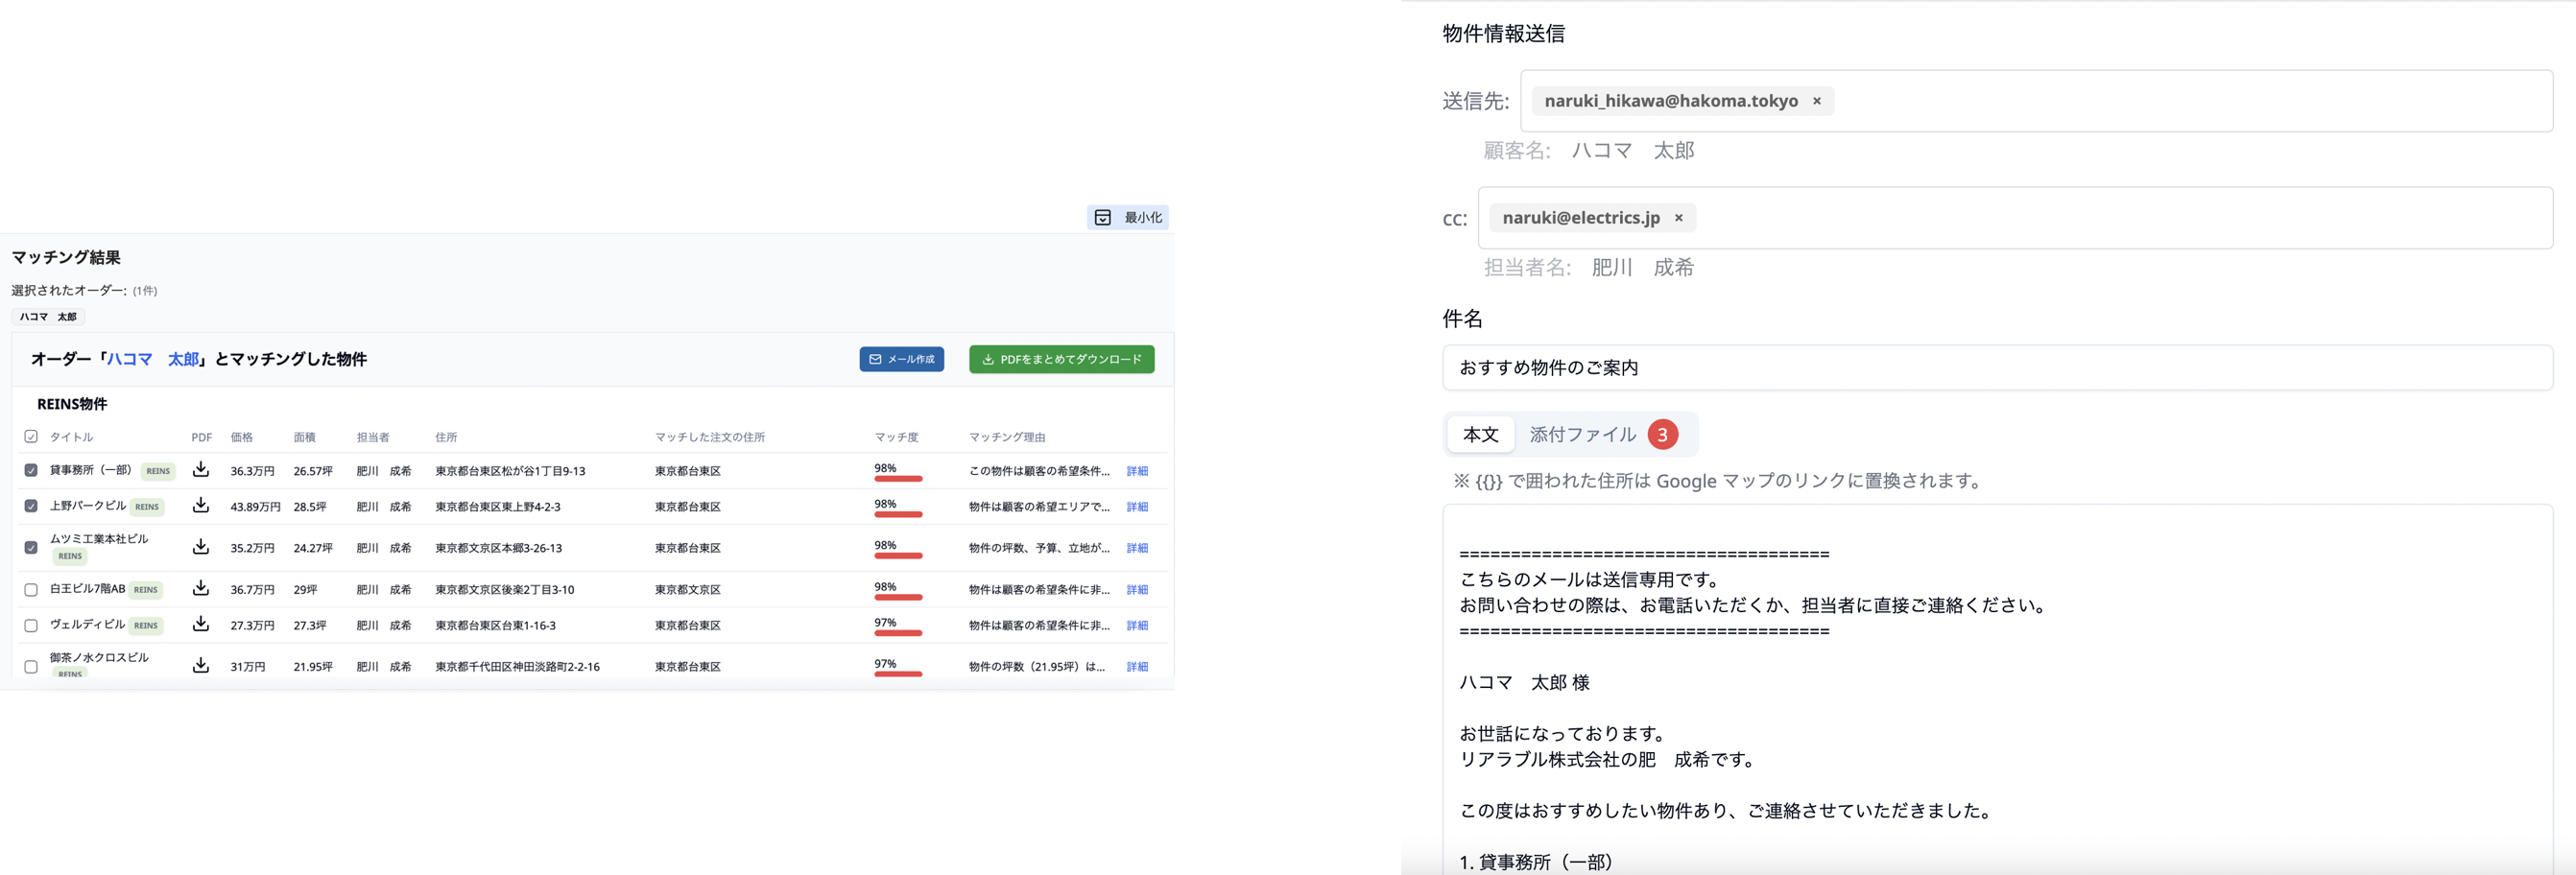 最小化
マッチング結果
選択されたオーダー: (1件)
ハコマ　太郎
オーダー「ハコマ　太郎」とマッチングした物件
メール作成
PDFをまとめてダウンロード
REINS物件
タイトル PDF 価格 面積 担当者 住所 マッチした注文の住所 マッチ度 マッチング理由
貸事務所（一部） REINS 36.3万円 26.57坪 肥川　成希 東京都台東区松が谷1丁目9-13 東京都台東区 98% この物件は顧客の希望条件... 詳細
上野パークビル REINS 43.89万円 28.5坪 肥川　成希 東京都台東区東上野4-2-3 東京都台東区 98% 物件は顧客の希望エリアで... 詳細
ムツミ工業本社ビル REINS 35.2万円 24.27坪 肥川　成希 東京都文京区本郷3-26-13 東京都台東区 98% 物件の坪数、予算、立地が... 詳細
白王ビル7階AB REINS 36.7万円 29坪 肥川　成希 東京都文京区後楽2丁目3-10 東京都文京区 98% 物件は顧客の希望条件に非... 詳細
ヴェルディビル REINS 27.3万円 27.3坪 肥川　成希 東京都台東区台東1-16-3 東京都台東区 97% 物件は顧客の希望条件に非... 詳細
御茶ノ水クロスビル REINS 31万円 21.95坪 肥川　成希 東京都千代田区神田淡路町2-2-16 東京都台東区 97% 物件の坪数（21.95坪）は... 詳細
物件情報送信
送信先: naruki_hikawa@hakoma.tokyo ×
顧客名: ハコマ　太郎
cc: naruki@electrics.jp ×
担当者名: 肥川　成希
件名
おすすめ物件のご案内
本文 添付ファイル 3
※ {{}} で囲われた住所は Google マップのリンクに置換されます。
====================================
こちらのメールは送信専用です。
お問い合わせの際は、お電話いただくか、担当者に直接ご連絡ください。
====================================
ハコマ　太郎 様
お世話になっております。
リアラブル株式会社の肥　成希です。
この度はおすすめしたい物件あり、ご連絡させていただきました。
1. 貸事務所（一部）